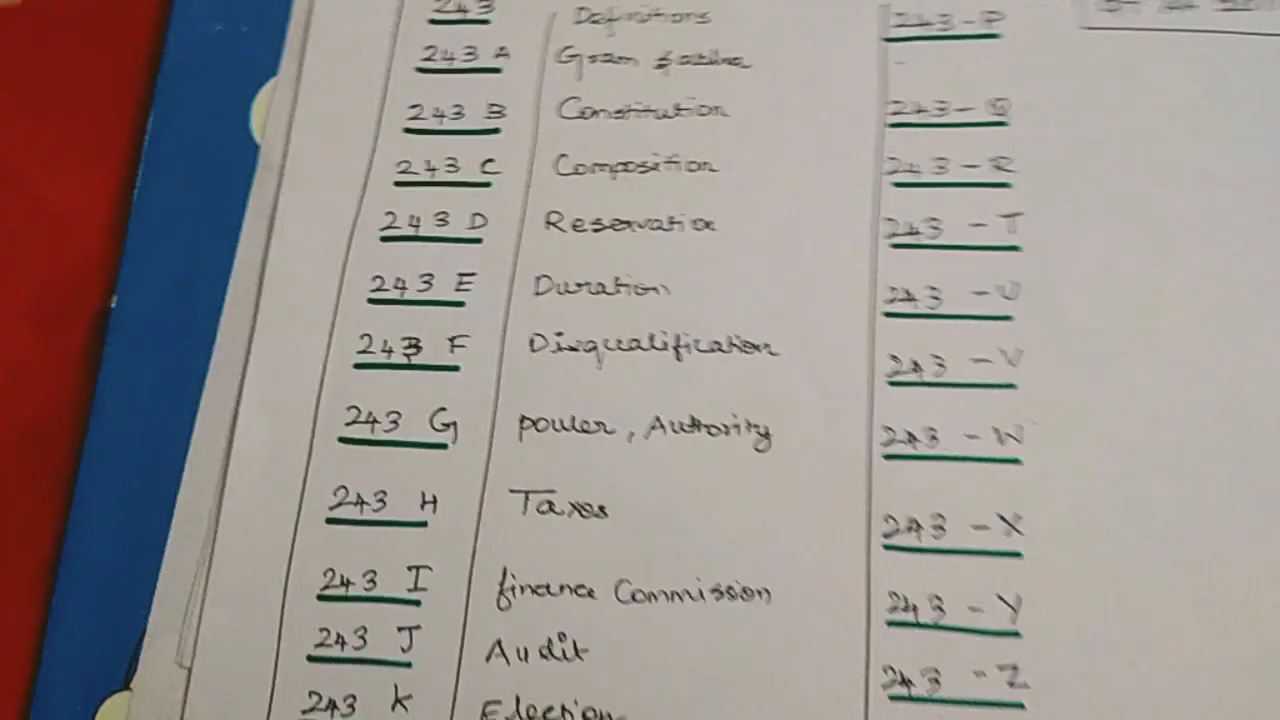 243 Definitions 243-P
243 A Gram Sabha
243 B Constitution 243-Q
243 C Composition 243-R
243 D Reservation 243-T
243 E Duration 243-U
243 F Disqualification 243-V
243 G power, Authority 243-W
243 H Taxes 243-X
243 I finance Commission 243-Y
243 J Audit 243-Z
243 K Election